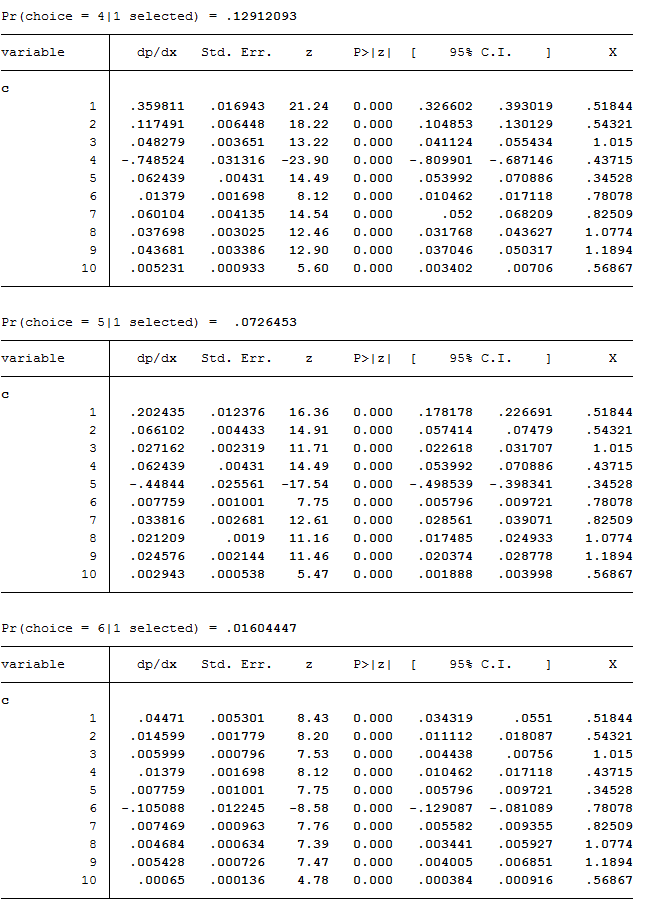 Pr(choice = 4|1 selected) = .12912093
variable dp/dx Std. Err. z P>|z| [ 95% C.I. ] X
c
1 .359811 .016943 21.24 0.000 .326602 .393019 .51844
2 .117491 .006448 18.22 0.000 .104853 .130129 .54321
3 .048279 .003651 13.22 0.000 .041124 .055434 1.015
4 -.748524 .031316 -23.90 0.000 -.809901 -.687146 .43715
5 .062439 .00431 14.49 0.000 .053992 .070886 .34528
6 .01379 .001698 8.12 0.000 .010462 .017118 .78078
7 .060104 .004135 14.54 0.000 .052 .068209 .82509
8 .037698 .003025 12.46 0.000 .031768 .043627 1.0774
9 .043681 .003386 12.90 0.000 .037046 .050317 1.1894
10 .005231 .000933 5.60 0.000 .003402 .00706 .56867
Pr(choice = 5|1 selected) = .0726453
variable dp/dx Std. Err. z P>|z| [ 95% C.I. ] X
c
1 .202435 .012376 16.36 0.000 .178178 .226691 .51844
2 .066102 .004433 14.91 0.000 .057414 .07479 .54321
3 .027162 .002319 11.71 0.000 .022618 .031707 1.015
4 .062439 .00431 14.49 0.000 .053992 .070886 .43715
5 -.44844 .025561 -17.54 0.000 -.498539 -.398341 .34528
6 .007759 .001001 7.75 0.000 .005796 .009721 .78078
7 .033816 .002681 12.61 0.000 .028561 .039071 .82509
8 .021209 .0019 11.16 0.000 .017485 .024933 1.0774
9 .024576 .002144 11.46 0.000 .020374 .028778 1.1894
10 .002943 .000538 5.47 0.000 .001888 .003998 .56867
Pr(choice = 6|1 selected) = .01604447
variable dp/dx Std. Err. z P>|z| [ 95% C.I. ] X
c
1 .04471 .005301 8.43 0.000 .034319 .0551 .51844
2 .014599 .001779 8.20 0.000 .011112 .018087 .54321
3 .005999 .000796 7.53 0.000 .004438 .00756 1.015
4 .01379 .001698 8.12 0.000 .010462 .017118 .43715
5 .007759 .001001 7.75 0.000 .005796 .009721 .34528
6 -.105088 .012245 -8.58 0.000 -.129087 -.081089 .78078
7 .007469 .000963 7.76 0.000 .005582 .009355 .82509
8 .004684 .000634 7.39 0.000 .003441 .005927 1.0774
9 .005428 .000726 7.47 0.000 .004005 .006851 1.1894
10 .00065 .000136 4.78 0.000 .000384 .000916 .56867